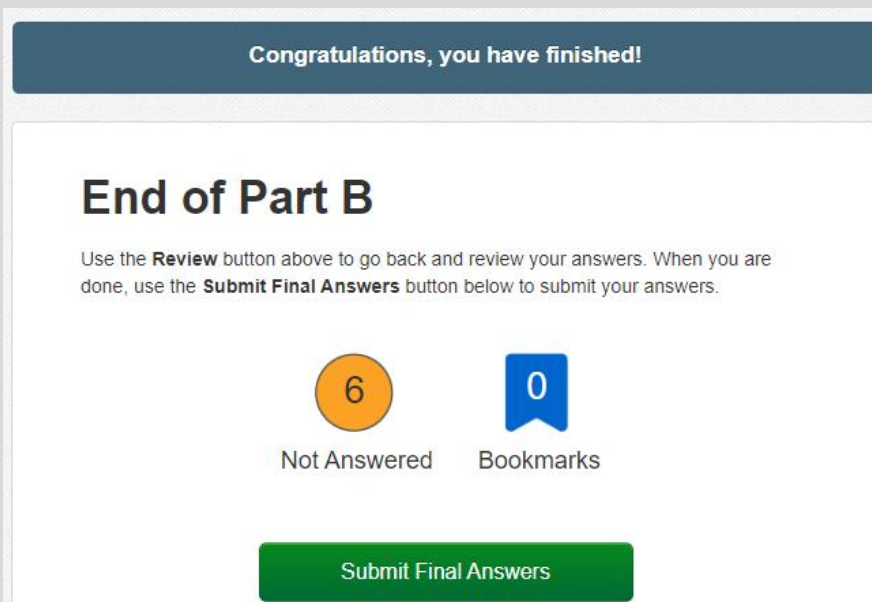 Congratulations, you have finished!
End of Part B
Use the Review button above to go back and review your answers. When you are
done, use the Submit Final Answers button below to submit your answers.
6 0
Not Answered Bookmarks
Submit Final Answers